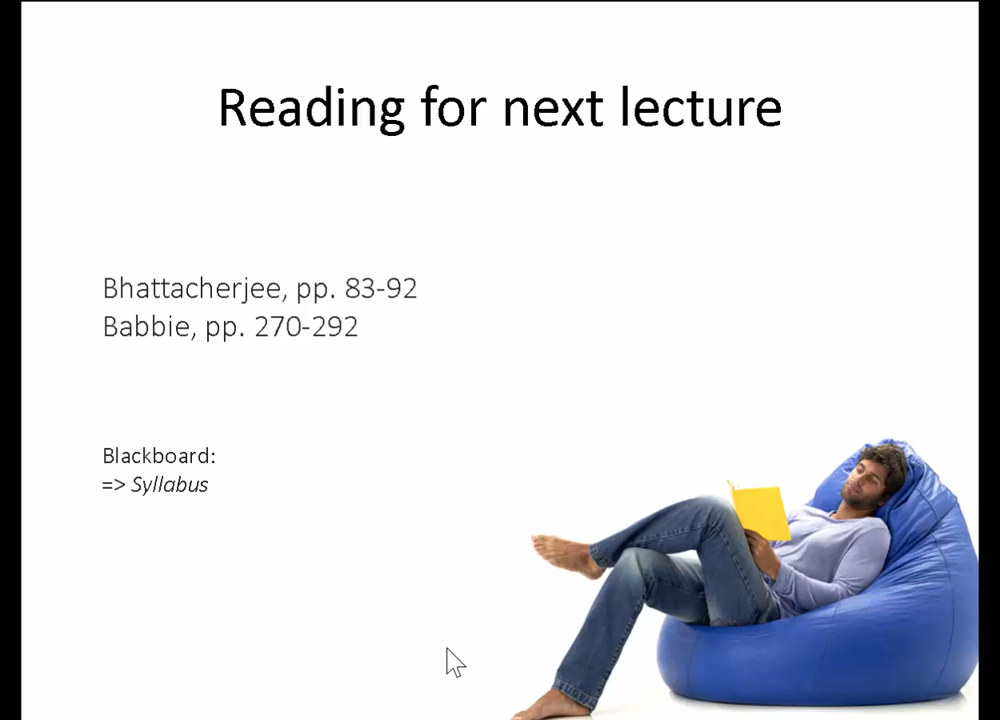 Reading for next lecture
Bhattacherjee, pp. 83-92
Babbie, pp. 270-292
Blackboard:
=> Syllabus